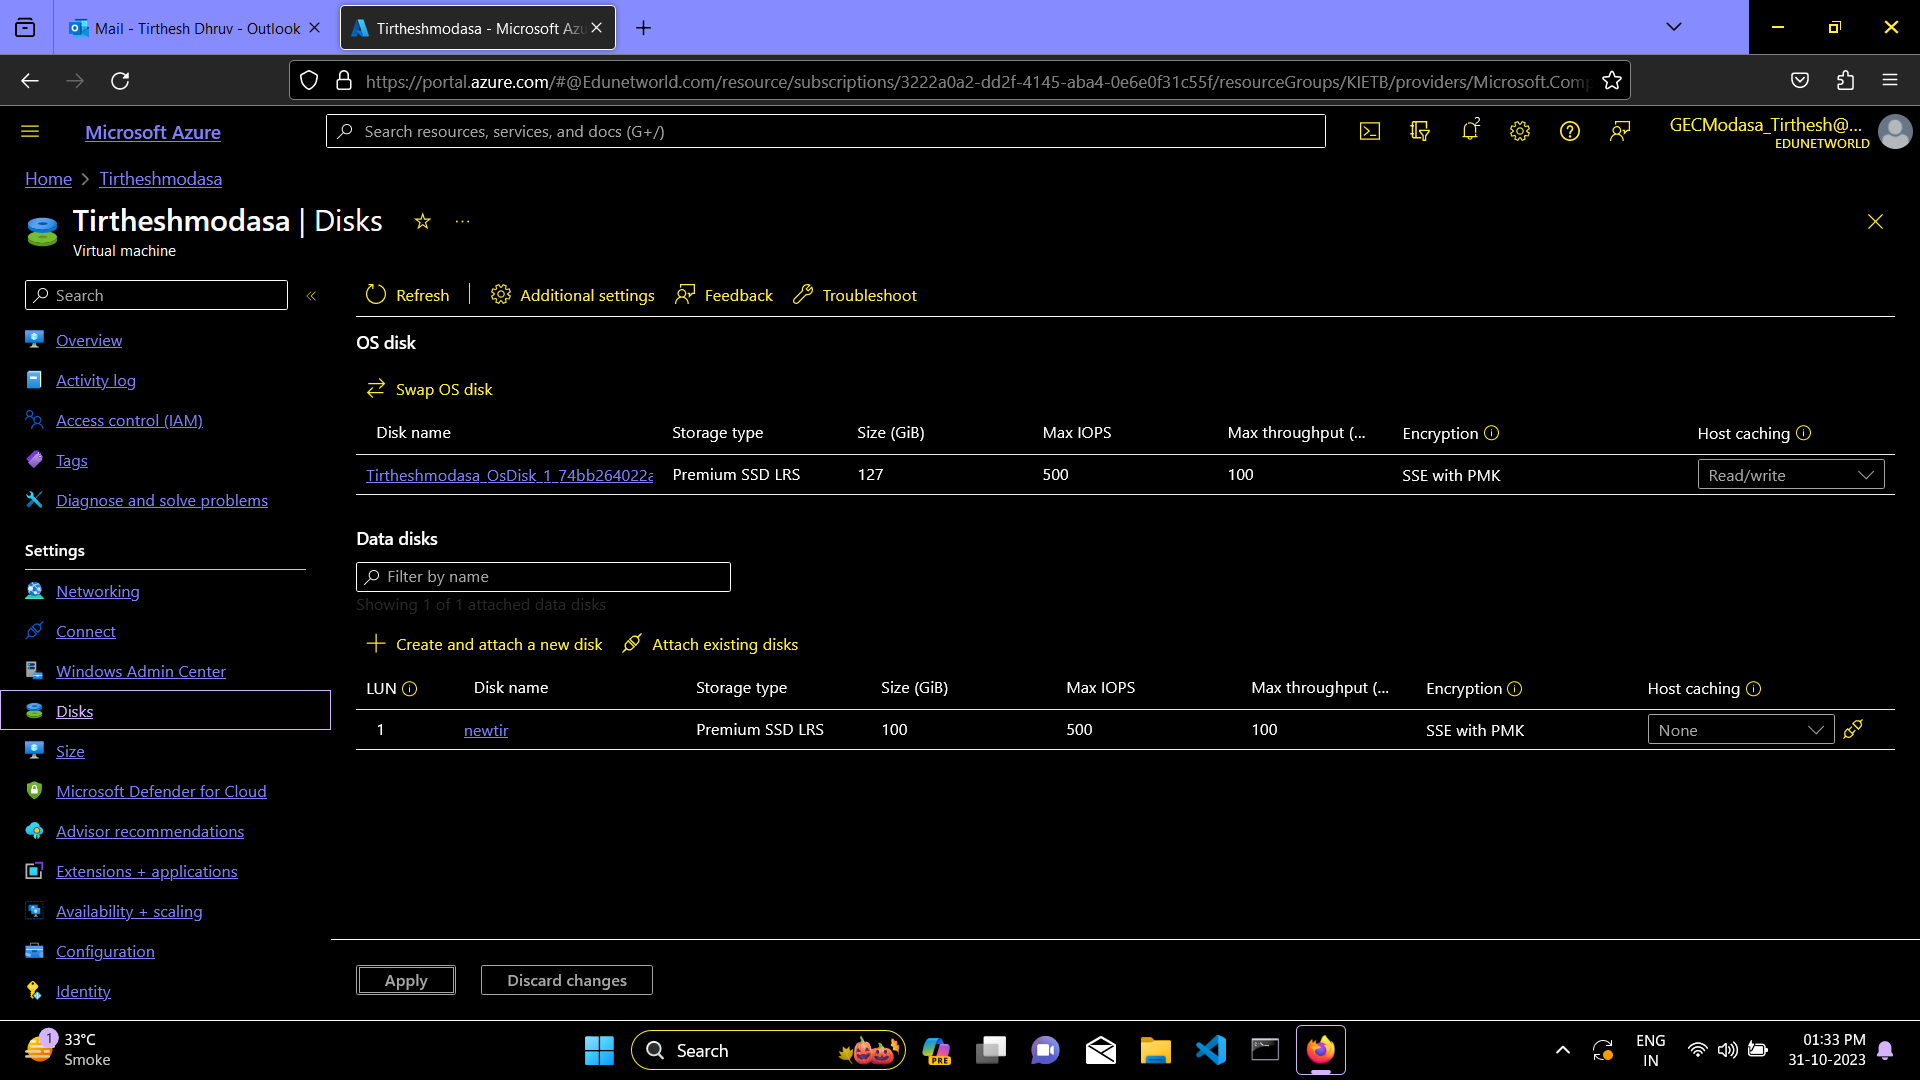 Mail - Tirthesh Dhruv - Outlook
Tirtheshmodasa - Microsoft Azu
https://portal.azure.com/#@Edunetworld.com/resource/subscriptions/3222a0a2-dd2f-4145-aba4-0e6e0f31c55f/resourceGroups/KIETB/providers/Microsoft.Comp
Microsoft Azure
Search resources, services, and docs (G+/)
2
GECModasa_Tirthesh@...
EDUNETWORLD
Home > Tirtheshmodasa
Tirtheshmodasa | Disks
Virtual machine
Search
Refresh
Additional settings
Feedback
Troubleshoot
Overview
Activity log
Access control (IAM)
Tags
Diagnose and solve problems
Settings
Networking
Connect
Windows Admin Center
Disks
Size
Microsoft Defender for Cloud
Advisor recommendations
Extensions + applications
Availability + scaling
Configuration
Identity
OS disk
Swap OS disk
Disk name Storage type Size (GiB) Max IOPS Max throughput (... Encryption Host caching
Tirtheshmodasa_OsDisk_1_74bb264022a Premium SSD LRS 127 500 100 SSE with PMK Read/write
Data disks
Filter by name
Showing 1 of 1 attached data disks
Create and attach a new disk
Attach existing disks
LUN Disk name Storage type Size (GiB) Max IOPS Max throughput (... Encryption Host caching
1 newtir Premium SSD LRS 100 500 100 SSE with PMK None
Apply
Discard changes
1
33°C
Smoke
Search
PRE
ENG
IN
01:33 PM
31-10-2023